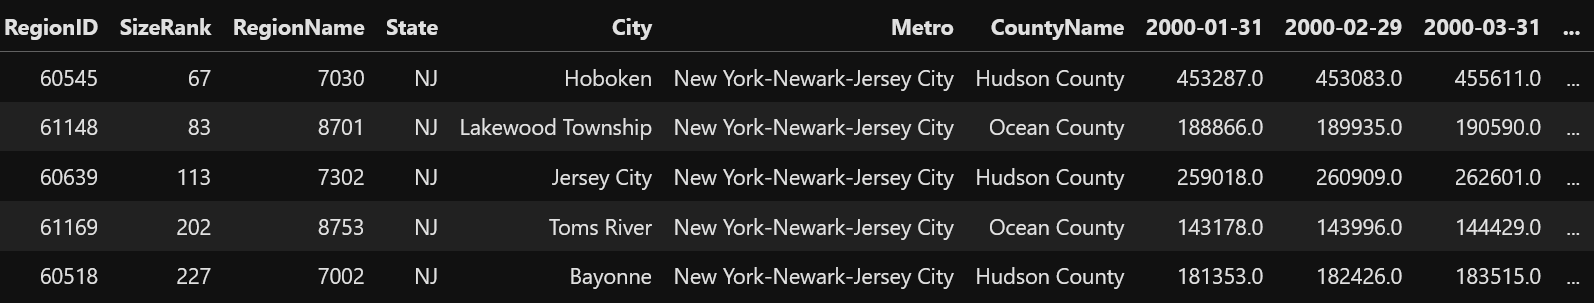 RegionID SizeRank RegionName State City Metro CountyName 2000-01-31 2000-02-29 2000-03-31 ...
60545 67 7030 NJ Hoboken New York-Newark-Jersey City Hudson County 453287.0 453083.0 455611.0 ...
61148 83 8701 NJ Lakewood Township New York-Newark-Jersey City Ocean County 188866.0 189935.0 190590.0 ...
60639 113 7302 NJ Jersey City New York-Newark-Jersey City Hudson County 259018.0 260909.0 262601.0 ...
61169 202 8753 NJ Toms River New York-Newark-Jersey City Ocean County 143178.0 143996.0 144429.0 ...
60518 227 7002 NJ Bayonne New York-Newark-Jersey City Hudson County 181353.0 182426.0 183515.0 ...